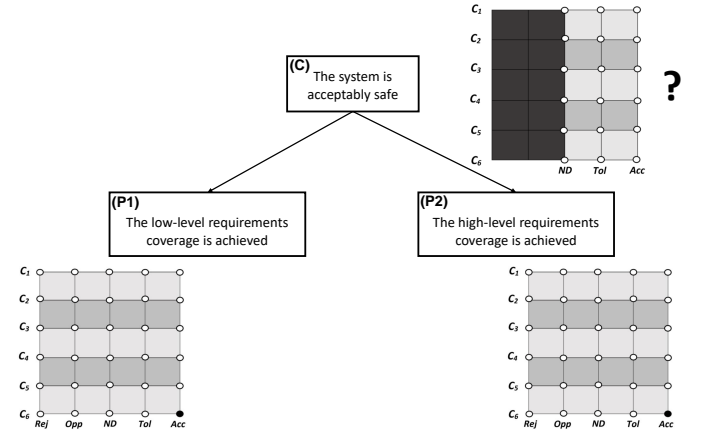 C1
C2
C3
C4
C5
C6
ND Tol Acc
?
(C)
The system is
acceptably safe
(P1)
The low-level requirements
coverage is achieved
(P2)
The high-level requirements
coverage is achieved
C1
C2
C3
C4
C5
C6
Rej Opp ND Tol Acc
C1
C2
C3
C4
C5
C6
Rej Opp ND Tol Acc